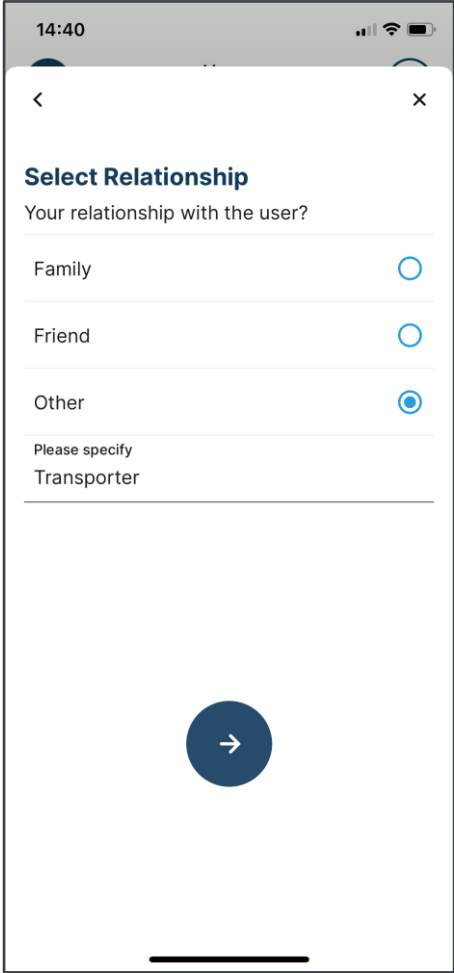 14:40
Select Relationship
Your relationship with the user?
Family
Friend
Other
Please specify
Transporter